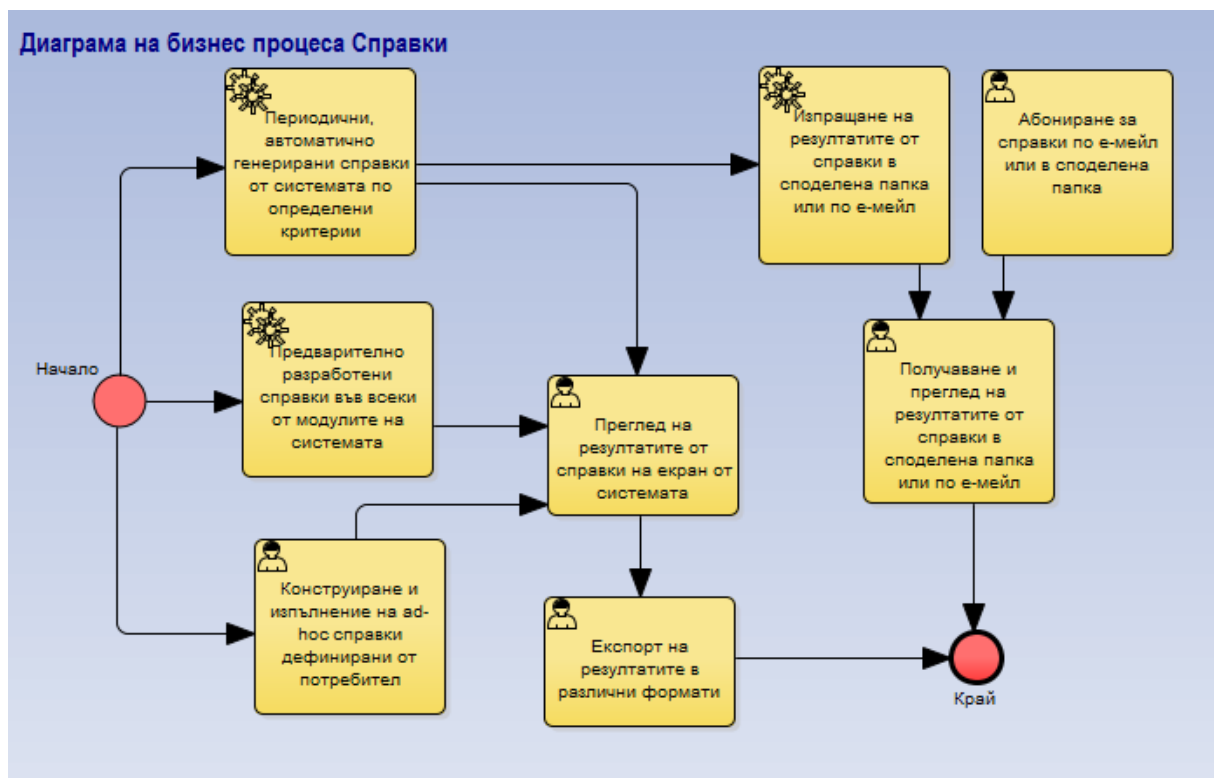 Диаграма на бизнес процеса Справки
Периодични,
автоматично
генерирани справки
от системата по
определени
критерии
Изпращане на
резултатите от
справки в
споделена папка
или по е-мейл
Абониране за
справки по е-мейл
или в споделена
папка
Начало
Предварително
разработени
справки във всеки
от модулите на
системата
Преглед на
резултатите от
справки на екран от
системата
Получаване и
преглед на
резултатите от
справки в
споделена папка
или по е-мейл
Конструиране и
изпълнение на ad-
hoc справки
дефинирани от
потребител
Експорт на
резултатите в
различни формати
Край